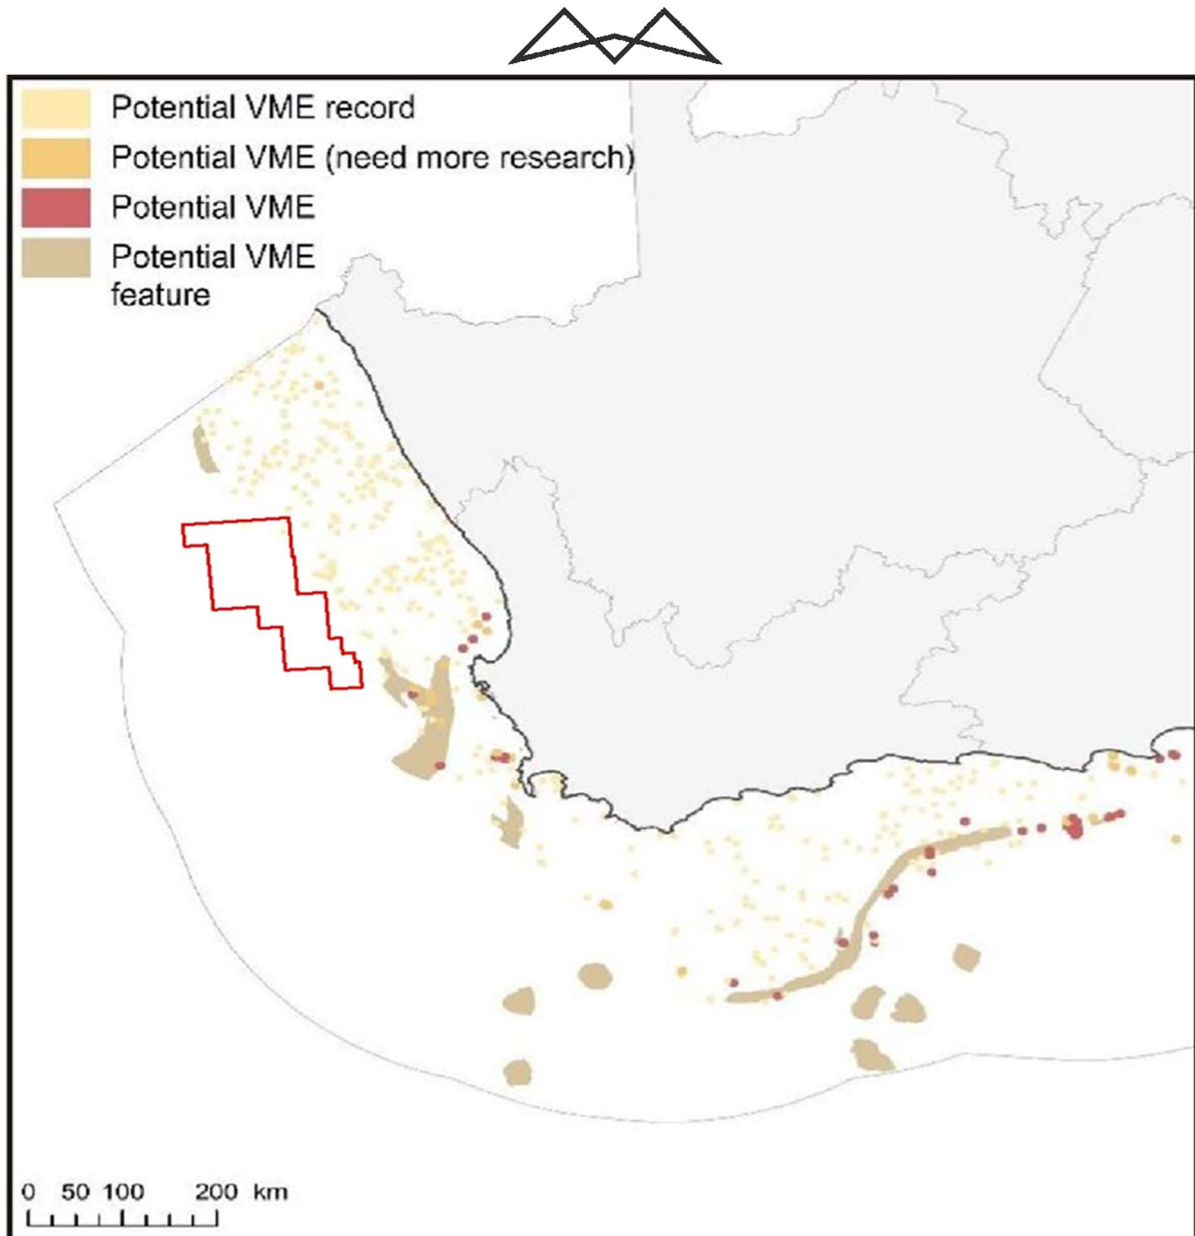 Potential VME record
Potential VME (need more research)
Potential VME
Potential VME
feature
0 50 100 200 km